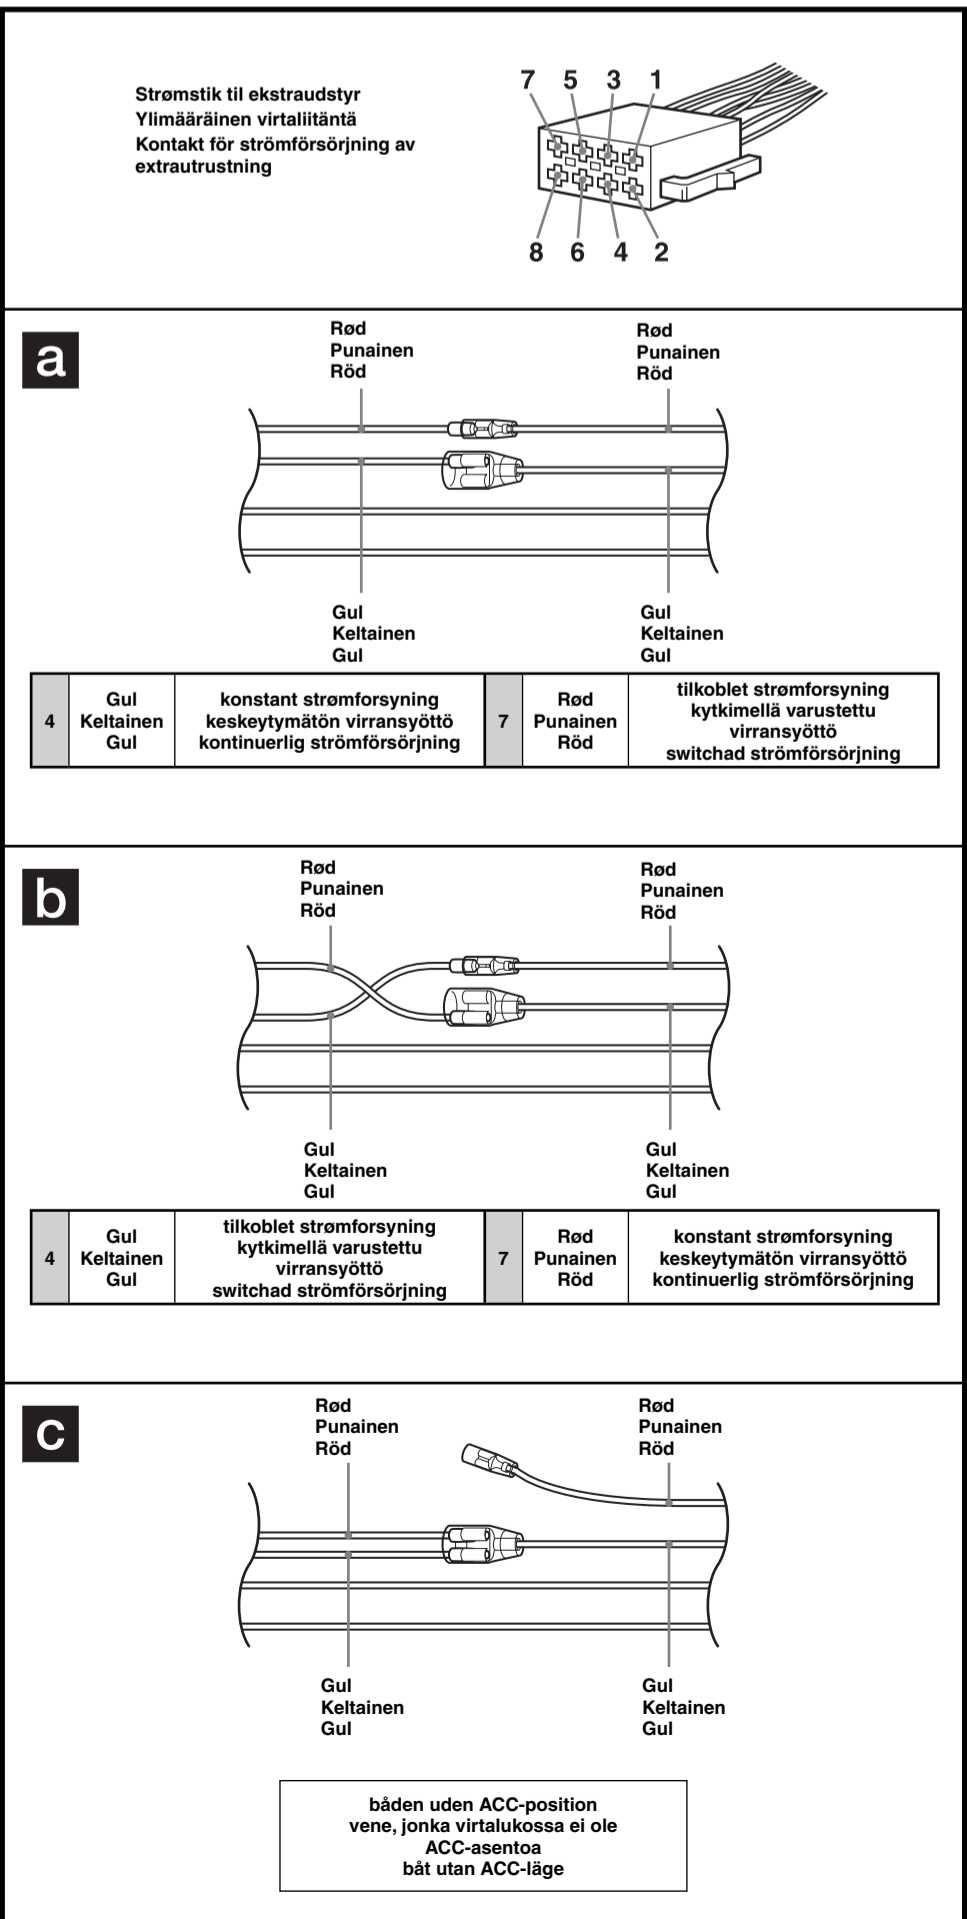 Strømstik til ekstraudstyr
Ylimääräinen virtaliitäntä
Kontakt för strömförsörjning av
extrautrustning
7 5 3 1
8 6 4 2
a
Rød
Punainen
Röd
Rød
Punainen
Röd
Gul
Keltainen
Gul
Gul
Keltainen
Gul
4
Gul
Keltainen
Gul
konstant strømforsyning
keskeytymätön virransyöttö
kontinuerlig strömförsörjning
7
Rød
Punainen
Röd
tilkoblet strømforsyning
kytkimellä varustettu
virransyöttö
switchad strömförsörjning
b
Rød
Punainen
Röd
Rød
Punainen
Röd
Gul
Keltainen
Gul
Gul
Keltainen
Gul
4
Gul
Keltainen
Gul
tilkoblet strømforsyning
kytkimellä varustettu
virransyöttö
switchad strömförsörjning
7
Rød
Punainen
Röd
konstant strømforsyning
keskeytymätön virransyöttö
kontinuerlig strömförsörjning
c
Rød
Punainen
Röd
Rød
Punainen
Röd
Gul
Keltainen
Gul
Gul
Keltainen
Gul
båden uden ACC-position
vene, jonka virtalukossa ei ole
ACC-asentoa
båt utan ACC-läge